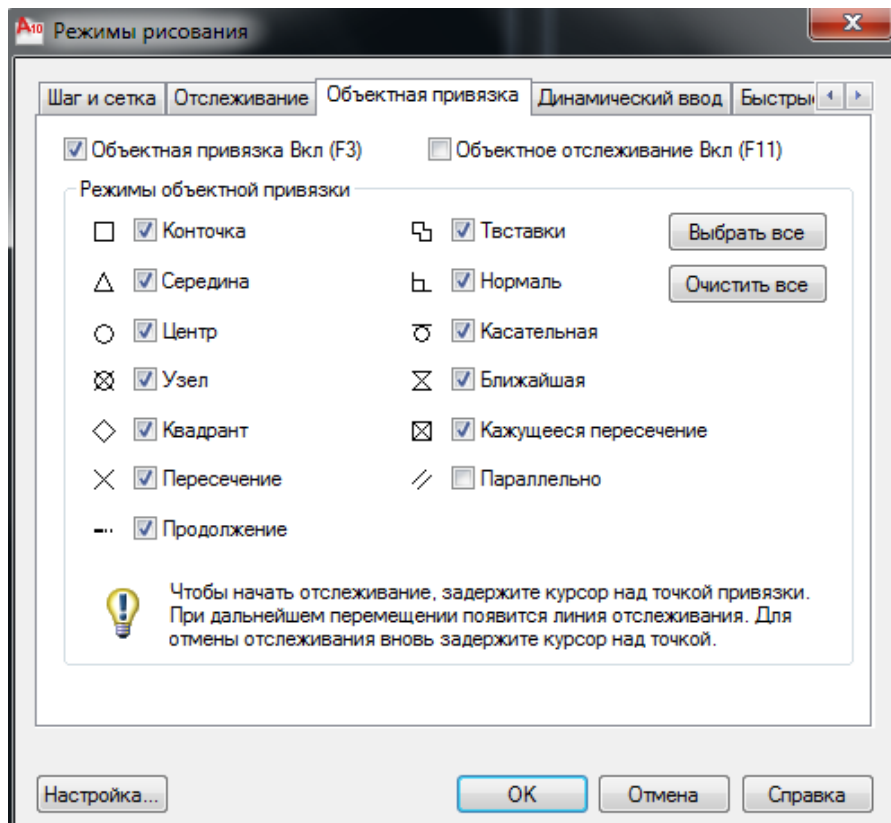 A10 Режимы рисования
Шаг и сетка Отслеживание Объектная привязка Динамический ввод Быстры
Объектная привязка Вкл (F3) Объектное отслеживание Вкл (F11)
Режимы объектной привязки
Конточка Твставки Выбрать все
Середина Нормаль Очистить все
Центр Касательная
Узел Ближайшая
Квадрант Кажущееся пересечение
Пересечение Параллельно
Продолжение
Чтобы начать отслеживание, задержите курсор над точкой привязки.
При дальнейшем перемещении появится линия отслеживания. Для
отмены отслеживания вновь задержите курсор над точкой.
Настройка... OK Отмена Справка